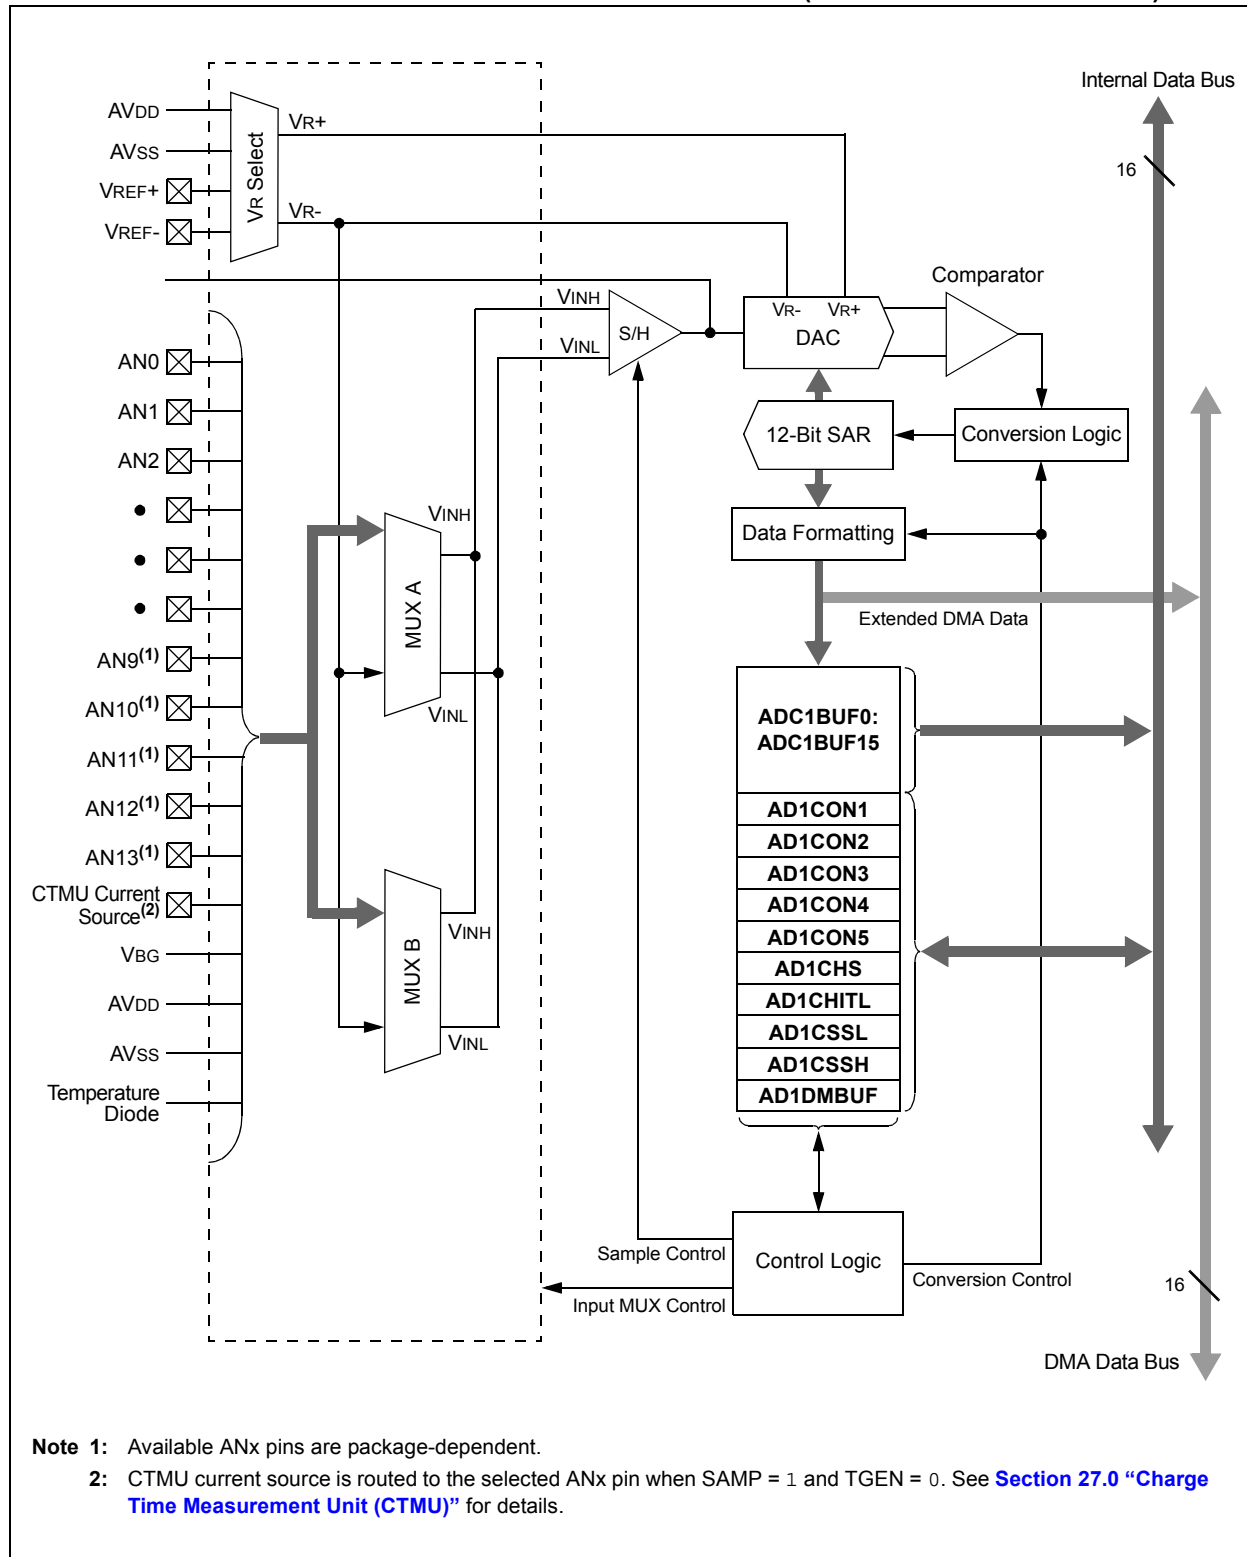 Internal Data Bus
AVDD
AVSS
VREF+
VREF-
VR Select
VR+
VR-
16
Comparator
VINH
VINL
S/H
VR- VR+
DAC
AN0
AN1
AN2
12-Bit SAR
Conversion Logic
Data Formatting
Extended DMA Data
VINH
MUX A
VINL
AN9(1)
AN10(1)
AN11(1)
AN12(1)
AN13(1)
CTMU Current
Source(2)
VBG
AVDD
AVSS
Temperature
Diode
VINH
MUX B
VINL
ADC1BUF0:
ADC1BUF15
AD1CON1
AD1CON2
AD1CON3
AD1CON4
AD1CON5
AD1CHS
AD1CHITL
AD1CSSL
AD1CSSH
AD1DMBUF
Sample Control
Control Logic
Input MUX Control
Conversion Control
16
DMA Data Bus
Note 1: Available ANx pins are package-dependent.
2: CTMU current source is routed to the selected ANx pin when SAMP = 1 and TGEN = 0. See Section 27.0 “Charge
Time Measurement Unit (CTMU)” for details.